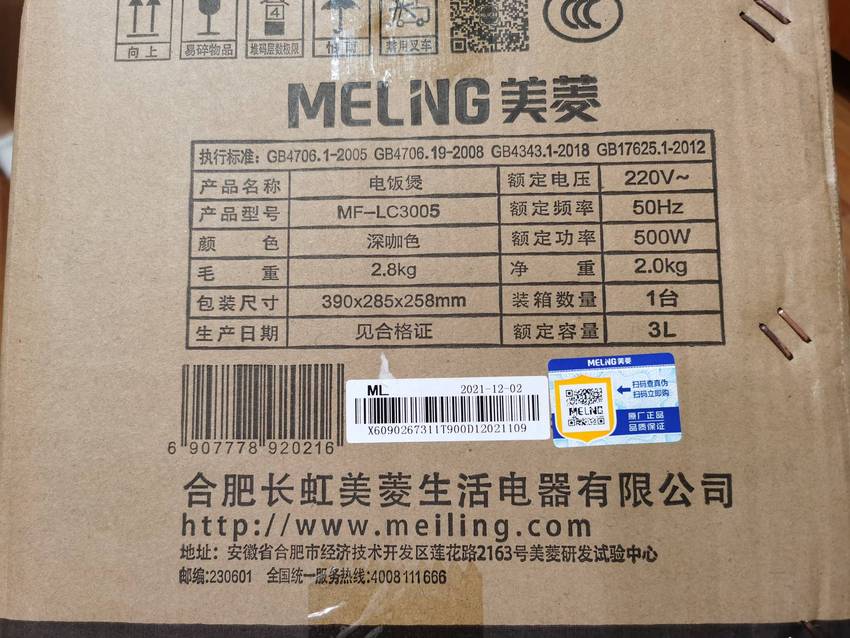 向上 易碎物品 堆码层数极限 怕雨 禁用叉车
4
MELING美菱
执行标准：GB4706.1-2005 GB4706.19-2008 GB4343.1-2018 GB17625.1-2012
产品名称 电饭煲 额定电压 220V~
产品型号 MF-LC3005 额定频率 50Hz
颜色 深咖色 额定功率 500W
毛重 2.8kg 净重 2.0kg
包装尺寸 390x285x258mm 装箱数量 1台
生产日期 见合格证 额定容量 3L
MELING美菱
扫码查真伪
扫码立即购
MELING
原厂正品
品质保证
ML 2021-12-02
X6090267311T900D12021109
6 907778 920216
合肥长虹美菱生活电器有限公司
http://www.meiling.com
地址：安徽省合肥市经济技术开发区莲花路2163号美菱研发试验中心
邮编:230601 全国统一服务热线:4008111666